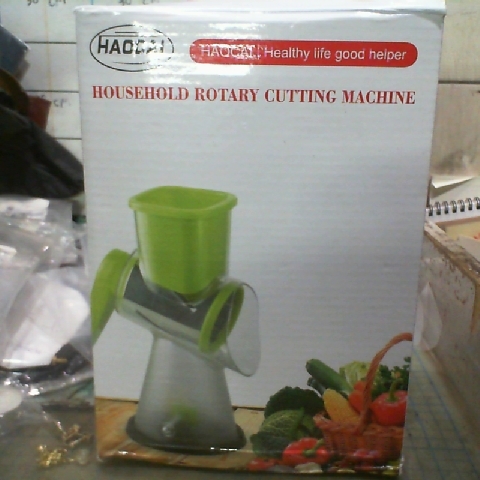 HAOCAI
HAOCAI: Healthy life good helper
HOUSEHOLD ROTARY CUTTING MACHINE